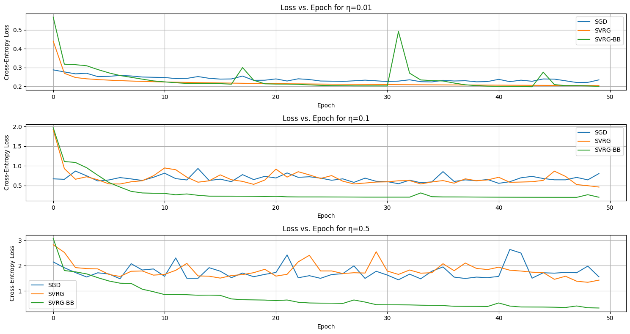 Loss vs. Epoch for η=0.01
Cross-Entropy Loss
0.5
0.4
0.3
0.2
SGD
SVRG
SVRG-BB
0
10
20
30
40
50
Epoch
Loss vs. Epoch for η=0.1
Cross-Entropy Loss
2.0
1.5
1.0
0.5
SGD
SVRG
SVRG-BB
0
10
20
30
40
50
Epoch
Loss vs. Epoch for η=0.5
Cross-Entropy Loss
3
2
1
SGD
SVRG
SVRG-BB
0
10
20
30
40
50
Epoch